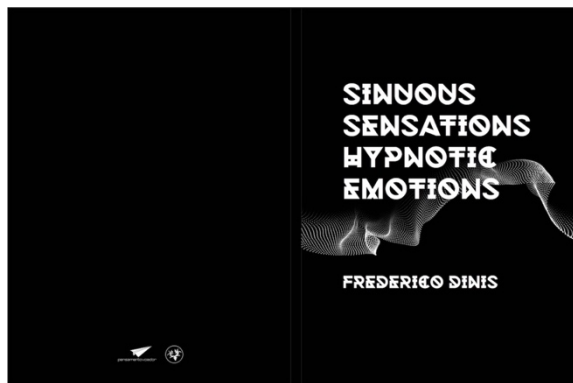 SINUOUS
SENSATIONS
HYPNOTIC
EMOTIONS
FREDERICO DINIS